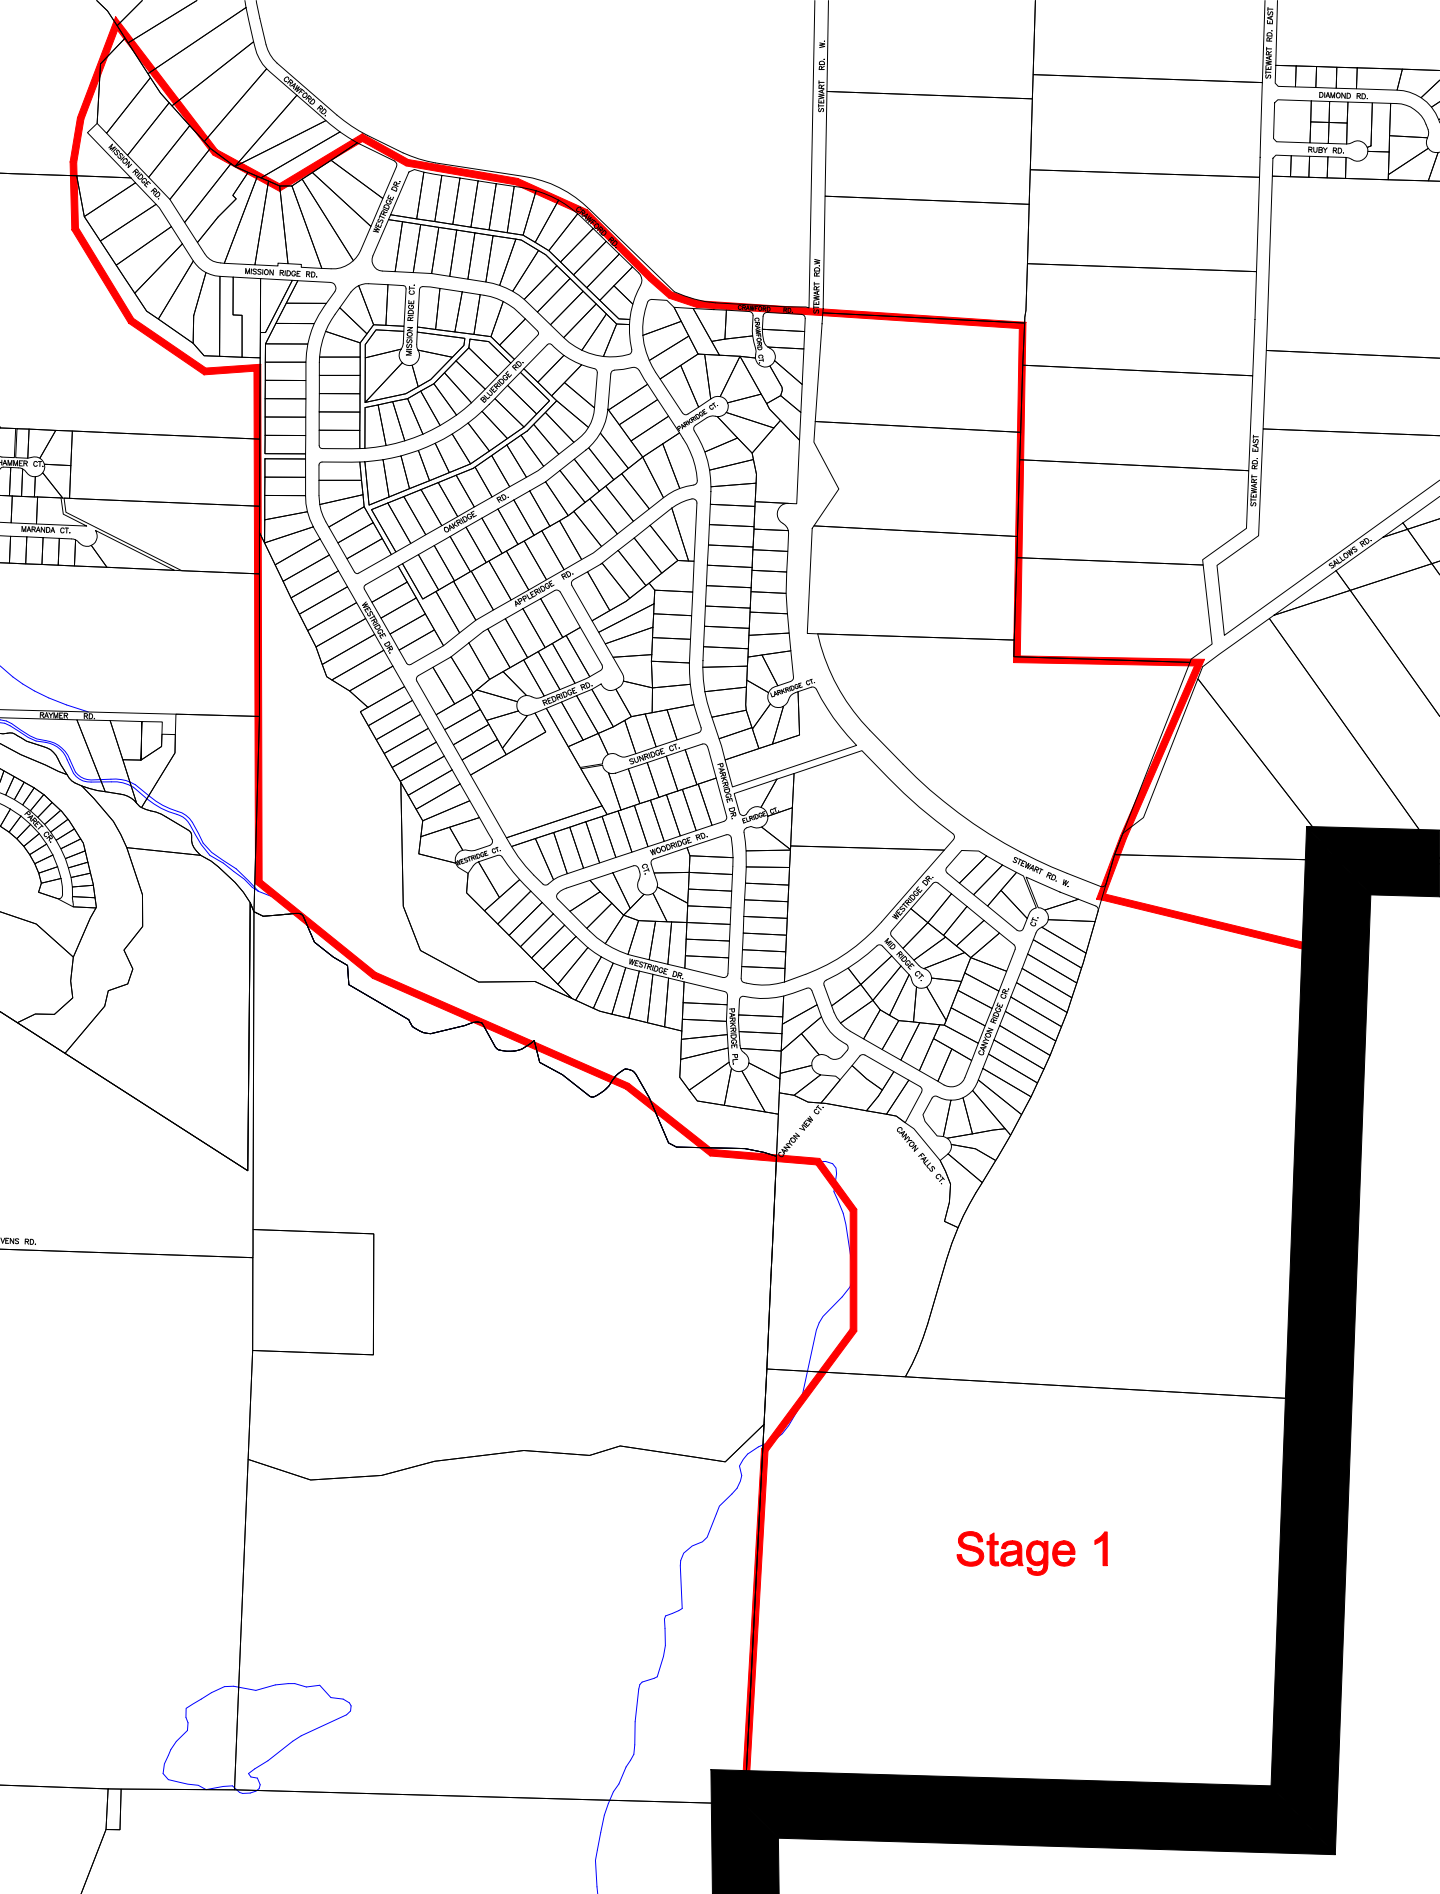 STEWART RD. W.
STEWART RD. EAST
CRAWFORD RD.
DIAMOND RD.
RUBY RD.
MISSION RIDGE RD.
WESTRIDGE DR.
CRAWFORD RD.
MISSION RIDGE RD.
STEWART RD.W
MISSION RIDGE CT.
CRAWFORD RD.
CRAWFORD CT.
BLUERIDGE RD.
PARKRIDGE CT.
HAMMER CT.
STEWART RD. EAST
OAKRIDGE RD.
MARANDA CT.
SALLOWS RD.
APPLERIDGE RD.
WESTRIDGE DR.
LARKRIDGE CT.
REDRIDGE RD.
RAYMER RD.
SUNRIDGE CT.
PARKRIDGE DR.
ELRIDGE CT.
PARET CR.
WOODRIDGE RD.
WESTRIDGE CT.
CT.
STEWART RD. W.
WESTRIDGE DR.
CT.
MID RIDGE CT.
WESTRIDGE DR.
CANYON RIDGE CR.
PARKRIDGE PL.
CANYON VIEW CT.
CANYON FALLS CT.
VENS RD.
Stage 1